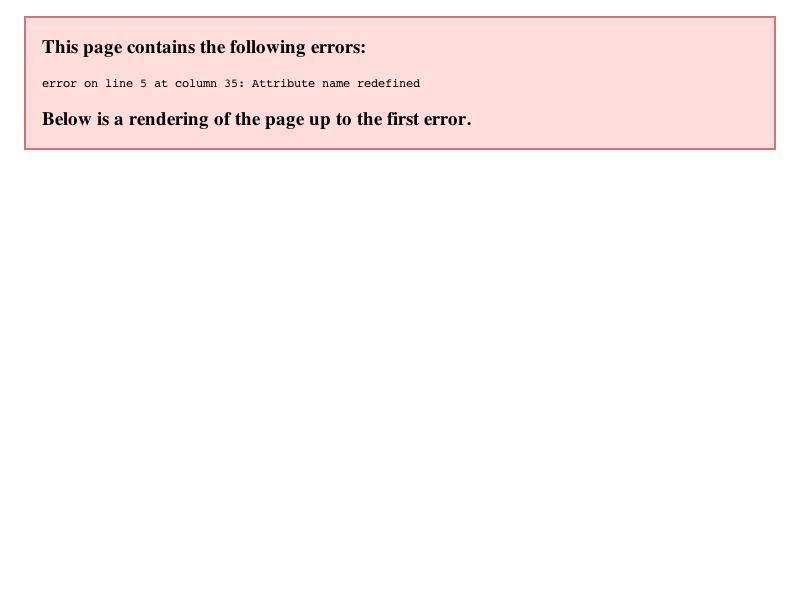 This page contains the following errors:
error on line 5 at column 35: Attribute name redefined
Below is a rendering of the page up to the first error.